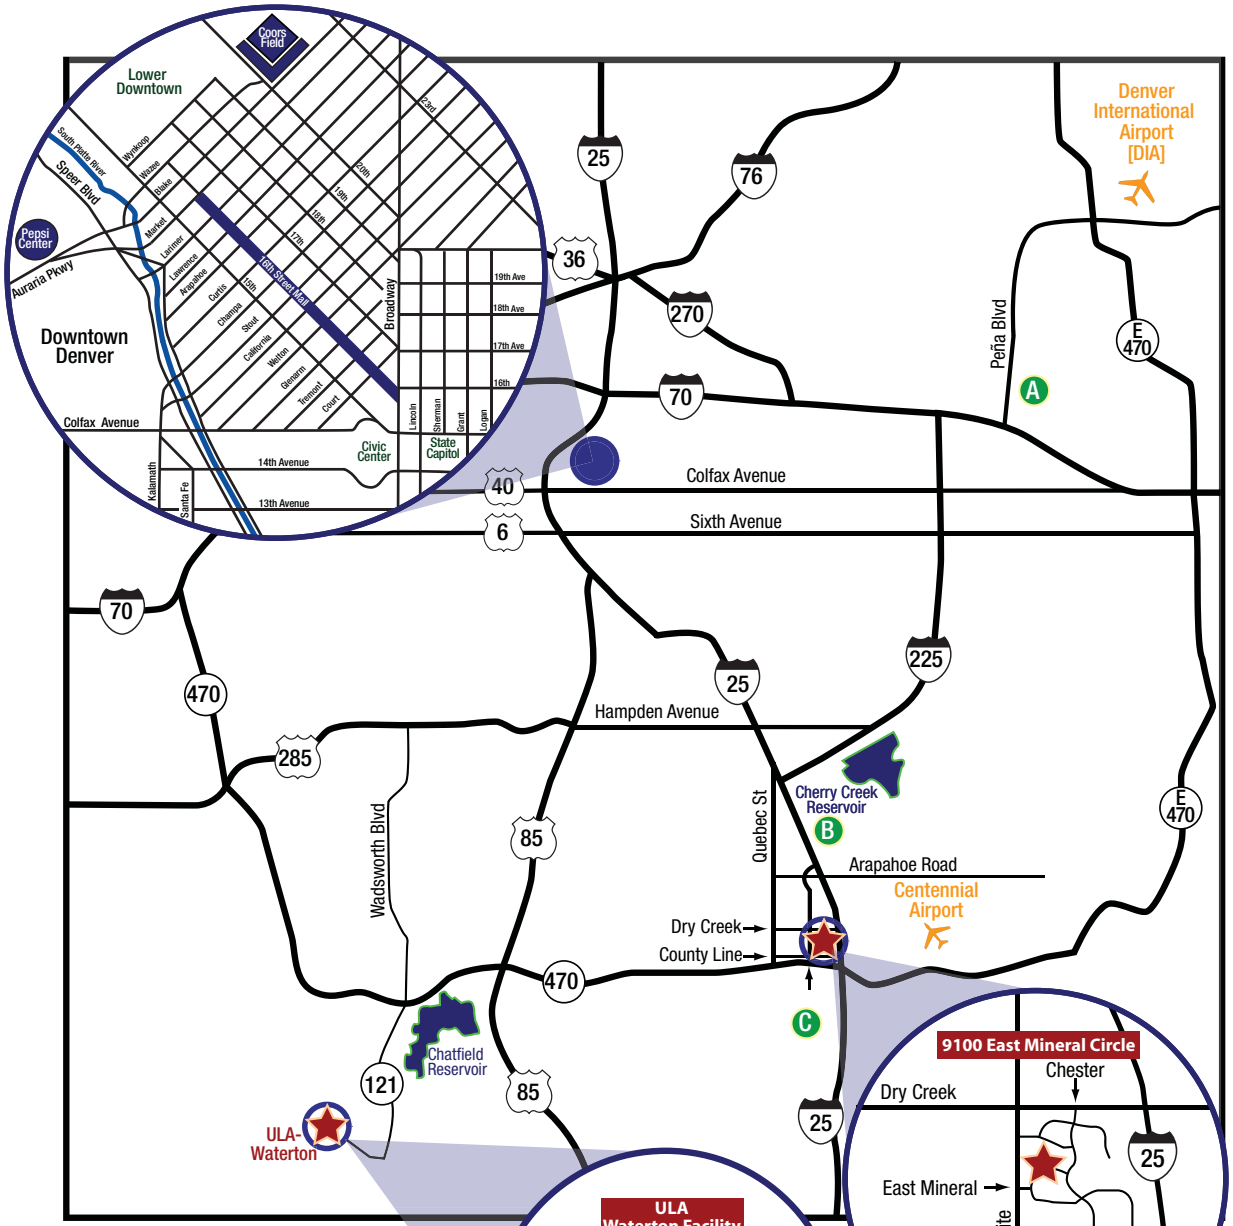 Coors
Field
Lower
Downtown
23rd
South Platte River
Speer Blvd
Wynkoop
Wazee
Blake
20th
19th
18th
17th
Pepsi
Center
Market
Larimer
Lawrence
Arapahoe
Curtis
15th
Champa
Stout
California
Welton
Glenarm
Tremont
Court
16th Street Mall
Auraria Pkwy
Broadway
19th Ave
18th Ave
17th Ave
16th
Downtown
Denver
Lincoln
Sherman
Grant
Logan
Colfax Avenue
Civic
Center
State
Capitol
14th Avenue
13th Avenue
Kalamath
Santa Fe
25
76
36
270
70
Denver
International
Airport
[DIA]
Peña Blvd
E
470
A
40
Colfax Avenue
6
Sixth Avenue
70
470
225
25
Hampden Avenue
285
Cherry Creek
Reservoir
B
Quebec St
Wadsworth Blvd
85
E
470
Arapahoe Road
Centennial
Airport
Dry Creek
County Line
470
C
Chatfield
Reservoir
121
85
25
ULA-
Waterton
9100 East Mineral Circle
Chester
Dry Creek
25
East Mineral
ULA
Waterton Facility